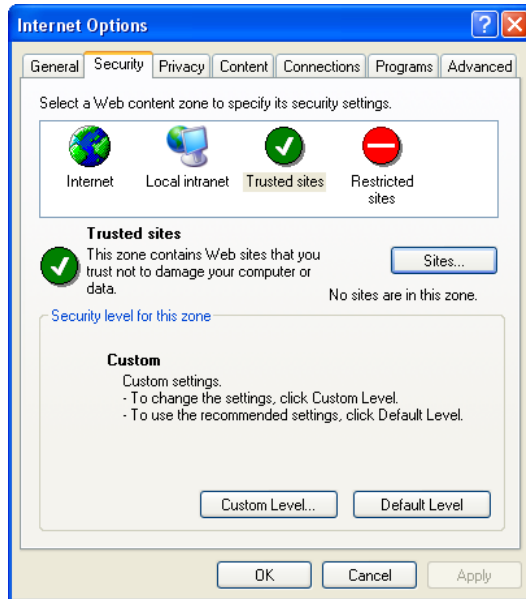 Internet Options
General Security Privacy Content Connections Programs Advanced
Select a Web content zone to specify its security settings.
Internet Local intranet Trusted sites Restricted
sites
Trusted sites
This zone contains Web sites that you
trust not to damage your computer or
data.
Sites...
No sites are in this zone.
Security level for this zone
Custom
Custom settings.
- To change the settings, click Custom Level.
- To use the recommended settings, click Default Level.
Custom Level... Default Level
OK Cancel Apply